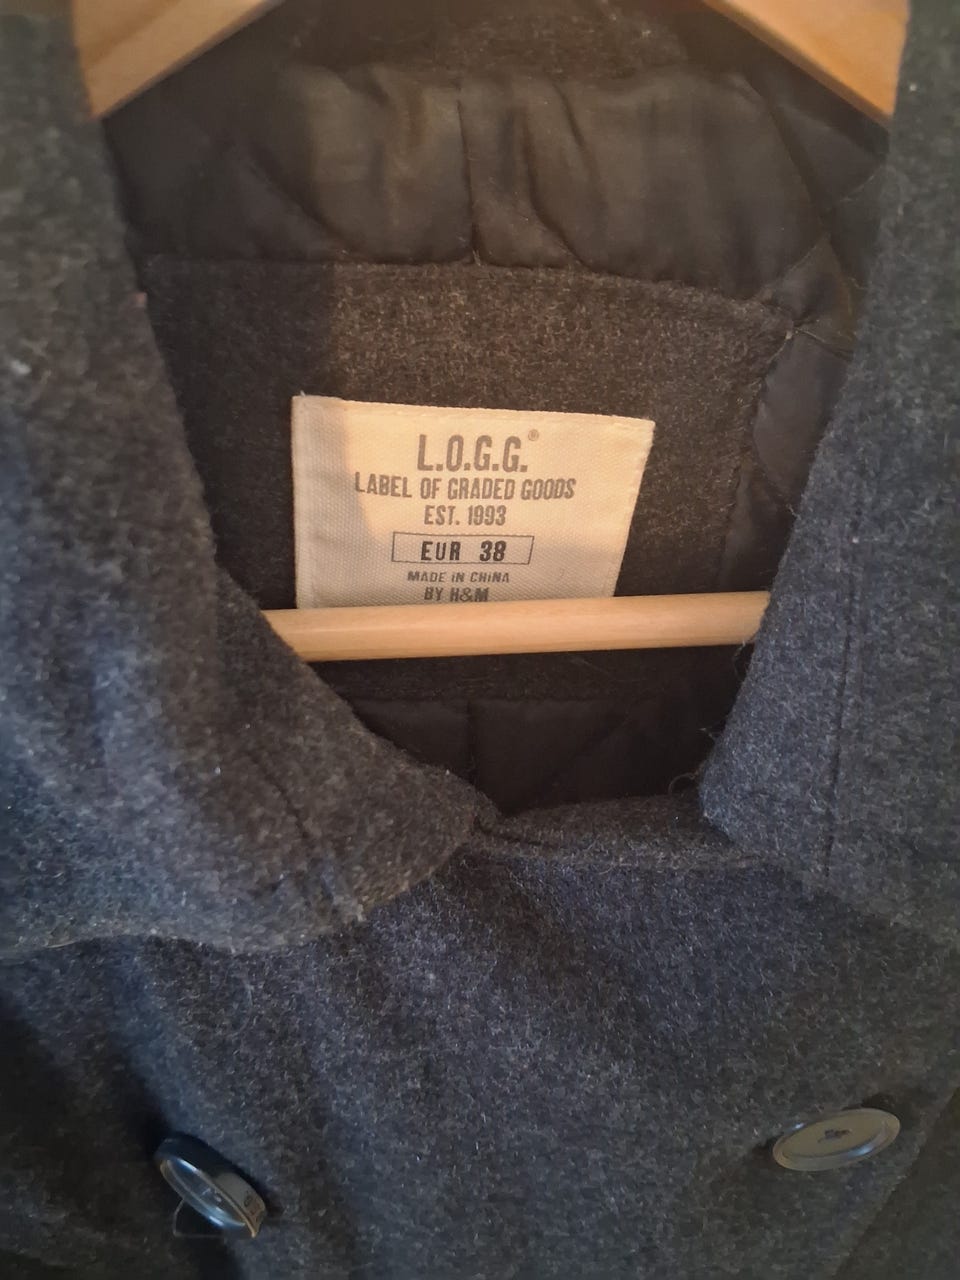 L.O.G.G.®
LABEL OF GRADED GOODS
EST. 1993
EUR 38
MADE IN CHINA
BY H&M